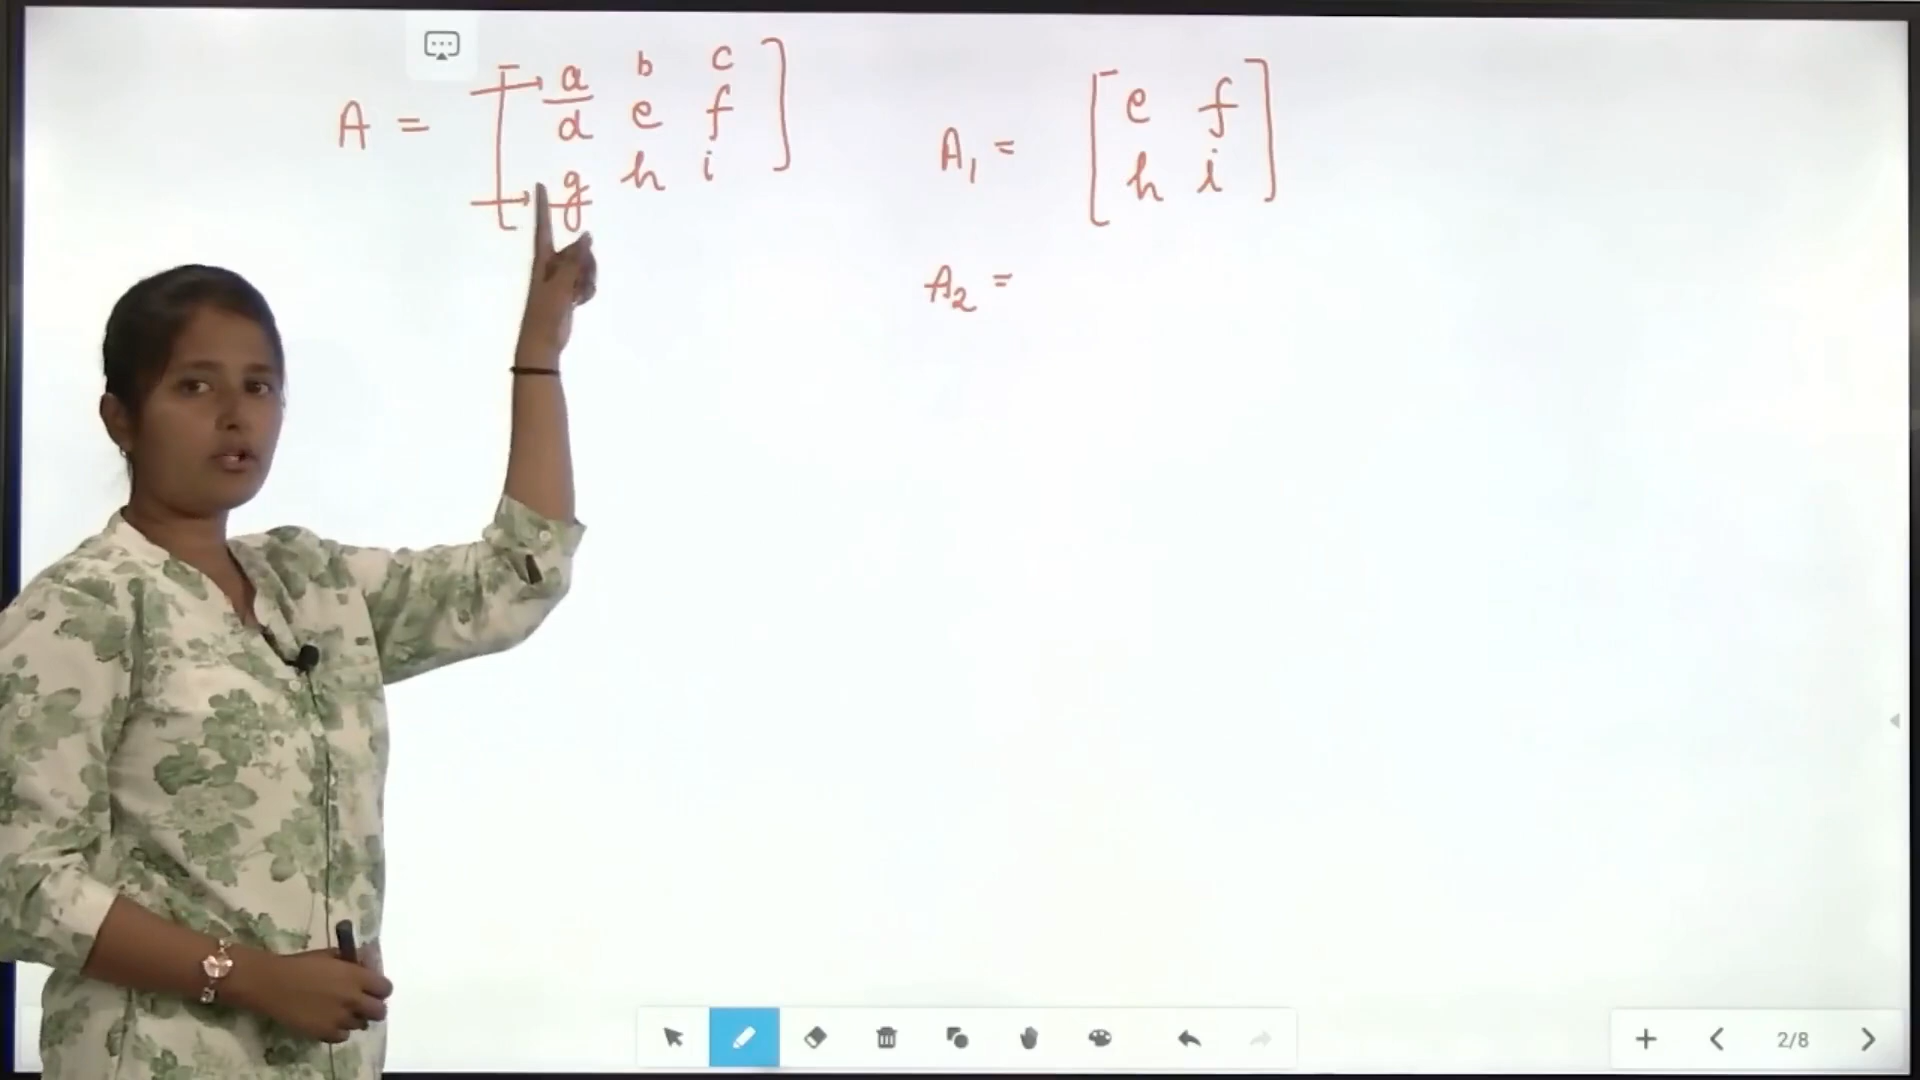 A = [ a b c
d e f
g h i ]
A₁ = [ e f
h i ]
A₂ =
2/8